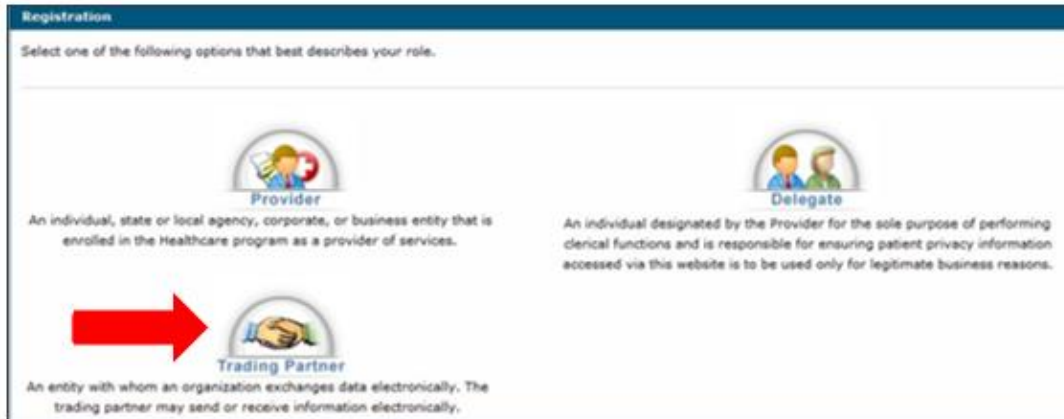 Registration
Select one of the following options that best describes your role.
Provider
An individual, state or local agency, corporate, or business entity that is
enrolled in the Healthcare program as a provider of services.
Delegate
An individual designated by the Provider for the sole purpose of performing
clerical functions and is responsible for ensuring patient privacy information
accessed via this website is to be used only for legitimate business reasons.
Trading Partner
An entity with whom an organization exchanges data electronically. The
trading partner may send or receive information electronically.